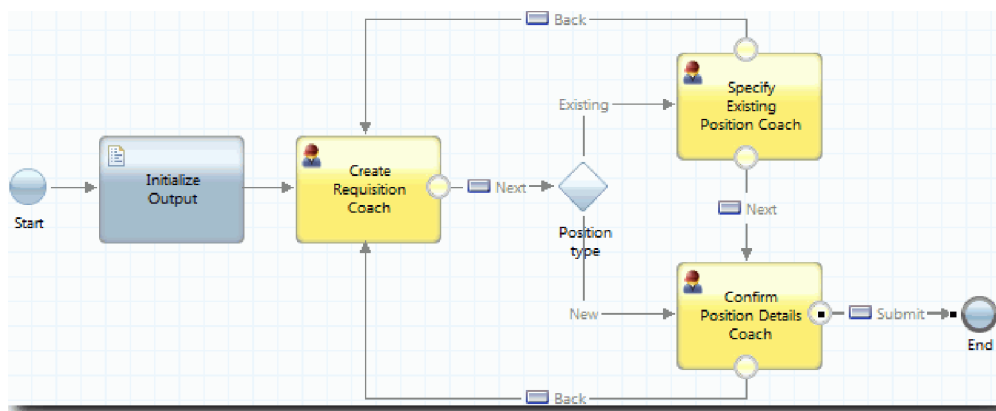 Back
Specify
Existing
Position Coach
Existing
Initialize
Output
Create
Requisition
Coach
Next
Start
Position
type
Next
Confirm
Position Details
Coach
New
Submit
End
Back